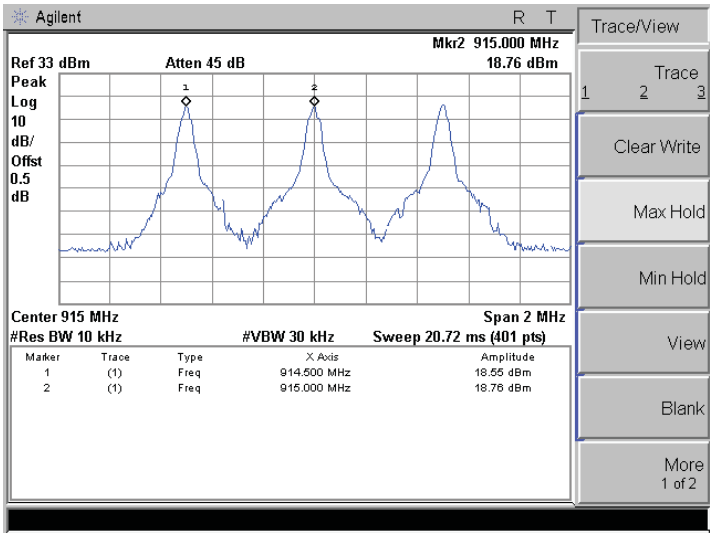 Agilent R T
Mkr2 915.000 MHz
Ref 33 dBm Atten 45 dB 18.76 dBm
Peak
Log
10
dB/
Offst
0.5
dB
1 2
Center 915 MHz Span 2 MHz
#Res BW 10 kHz #VBW 30 kHz Sweep 20.72 ms (401 pts)
Marker Trace Type X Axis Amplitude
1 (1) Freq 914.500 MHz 18.55 dBm
2 (1) Freq 915.000 MHz 18.76 dBm
Trace/View
Trace
1 2 3
Clear Write
Max Hold
Min Hold
View
Blank
More
1 of 2